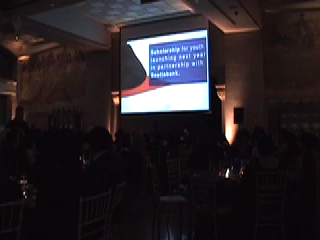 Scholarship for youth
launching next year
in partnership with
Scotiabank.